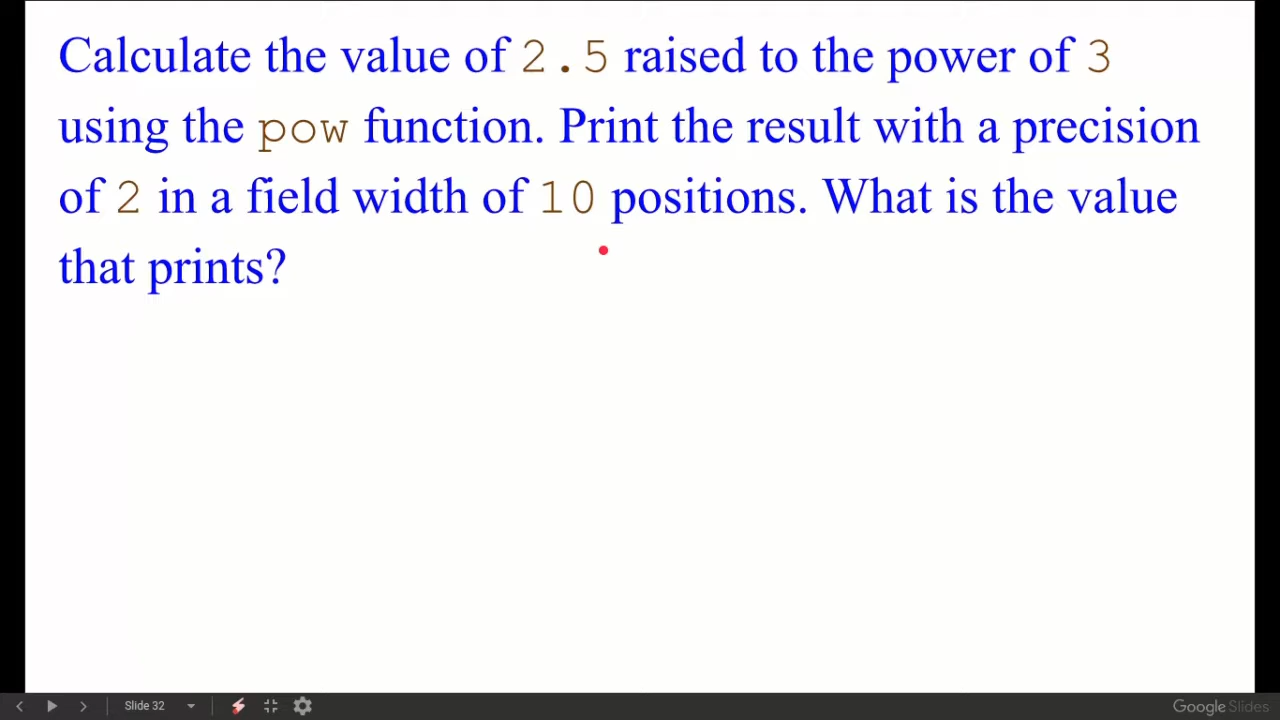 Calculate the value of 2.5 raised to the power of 3
using the pow function. Print the result with a precision
of 2 in a field width of 10 positions. What is the value
that prints?
Slide 32
Google Slides